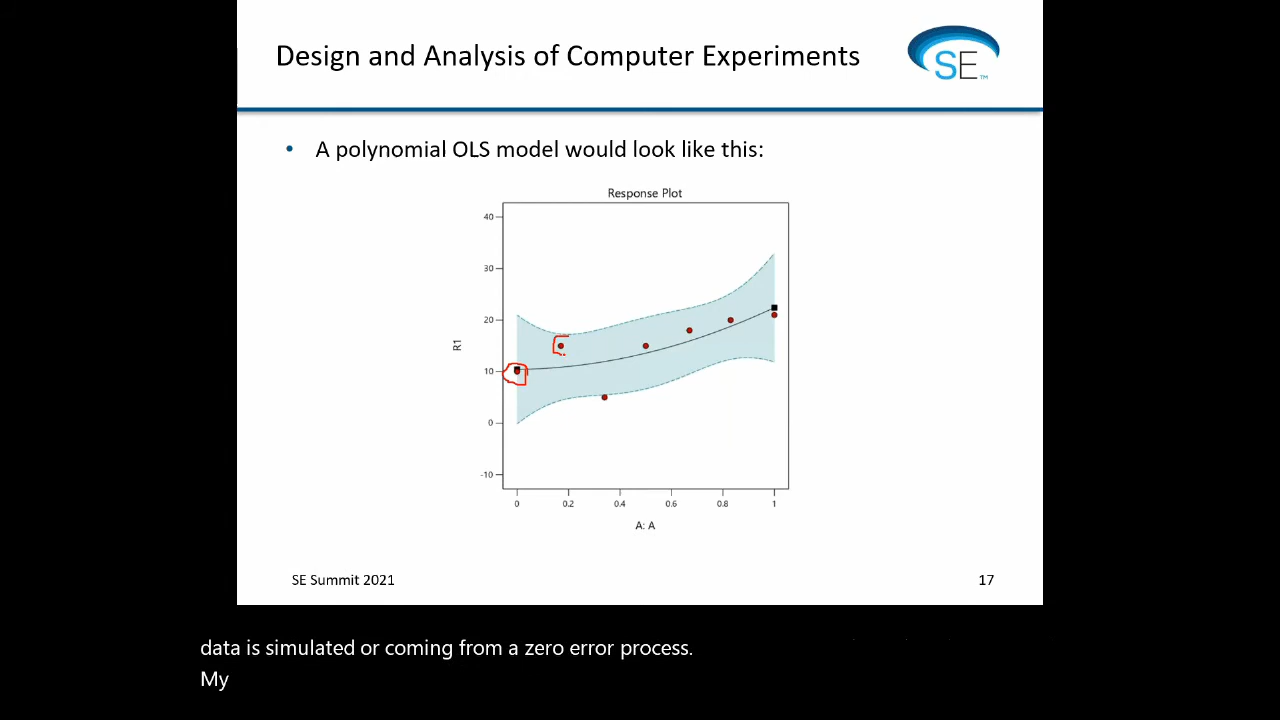 Design and Analysis of Computer Experiments
SE™
• A polynomial OLS model would look like this:
Response Plot
40
30
20
10
0
-10
R1
0 0.2 0.4 0.6 0.8 1
A: A
SE Summit 2021
17
data is simulated or coming from a zero error process.
My